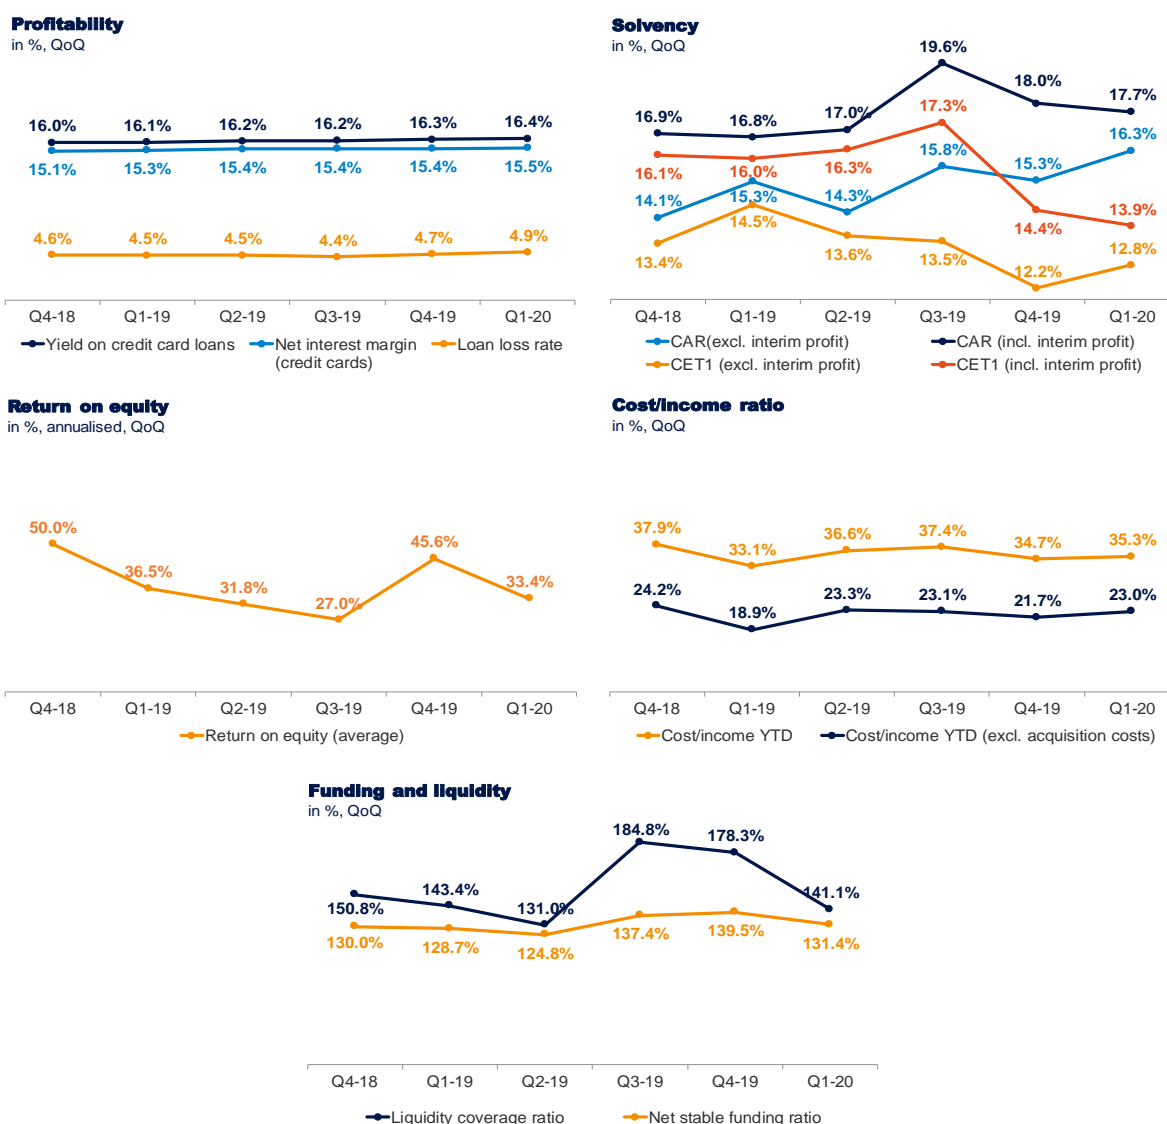 Profitability
in %, QoQ
16.0% 16.1% 16.2% 16.2% 16.3% 16.4%
15.1% 15.3% 15.4% 15.4% 15.4% 15.5%
4.6% 4.5% 4.5% 4.4% 4.7% 4.9%
Q4-18 Q1-19 Q2-19 Q3-19 Q4-19 Q1-20
Yield on credit card loans Net interest margin (credit cards) Loan loss rate
Solvency
in %, QoQ
16.9% 16.8% 17.0% 19.6% 18.0% 17.7%
16.1% 16.0% 16.3% 17.3% 14.4% 13.9%
14.1% 15.3% 14.3% 15.8% 15.3% 16.3%
13.4% 14.5% 13.6% 13.5% 12.2% 12.8%
Q4-18 Q1-19 Q2-19 Q3-19 Q4-19 Q1-20
CAR(excl. interim profit) CAR (incl. interim profit)
CET1 (excl. interim profit) CET1 (incl. interim profit)
Return on equity
in %, annualised, QoQ
50.0% 36.5% 31.8% 27.0% 45.6% 33.4%
Q4-18 Q1-19 Q2-19 Q3-19 Q4-19 Q1-20
Return on equity (average)
Cost/income ratio
in %, QoQ
37.9% 33.1% 36.6% 37.4% 34.7% 35.3%
24.2% 18.9% 23.3% 23.1% 21.7% 23.0%
Q4-18 Q1-19 Q2-19 Q3-19 Q4-19 Q1-20
Cost/income YTD Cost/income YTD (excl. acquisition costs)
Funding and liquidity
in %, QoQ
150.8% 143.4% 131.0% 184.8% 178.3% 141.1%
130.0% 128.7% 124.8% 137.4% 139.5% 131.4%
Q4-18 Q1-19 Q2-19 Q3-19 Q4-19 Q1-20
Liquidity coverage ratio Net stable funding ratio